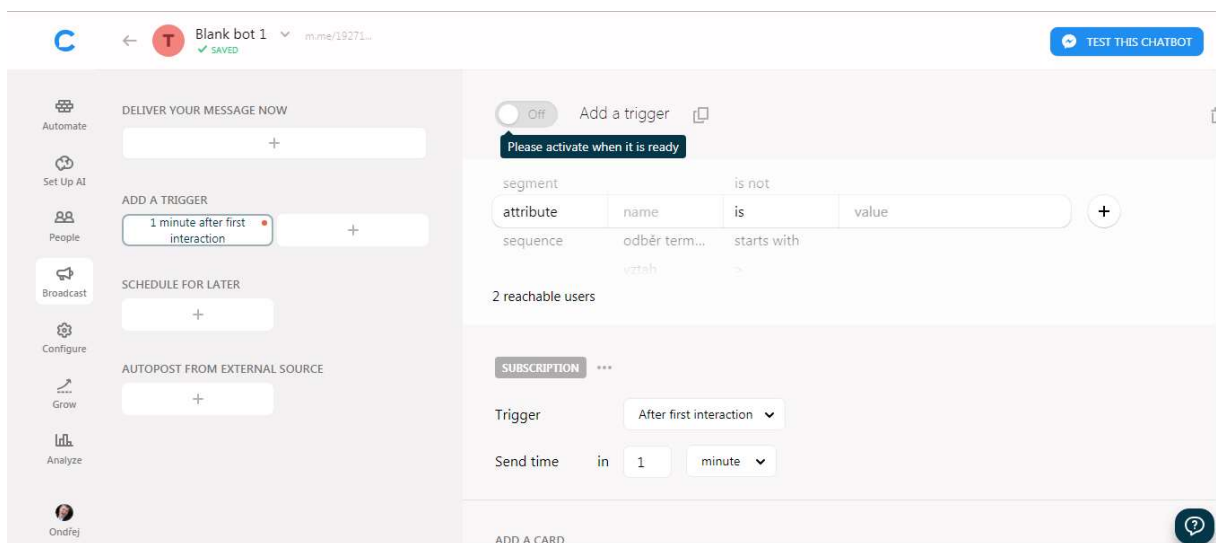 Blank bot 1
m.me/19271...
SAVED
TEST THIS CHATBOT
Automate
Set Up AI
People
Broadcast
Configure
Grow
Analyze
Ondřej
DELIVER YOUR MESSAGE NOW
+
ADD A TRIGGER
1 minute after first
interaction
+
SCHEDULE FOR LATER
+
AUTOPOST FROM EXTERNAL SOURCE
+
Off
Add a trigger
Please activate when it is ready
segment is not
attribute name is value +
sequence odběr term... starts with
vztah >
2 reachable users
SUBSCRIPTION ...
Trigger After first interaction
Send time in 1 minute
ADD A CARD
?
T
C